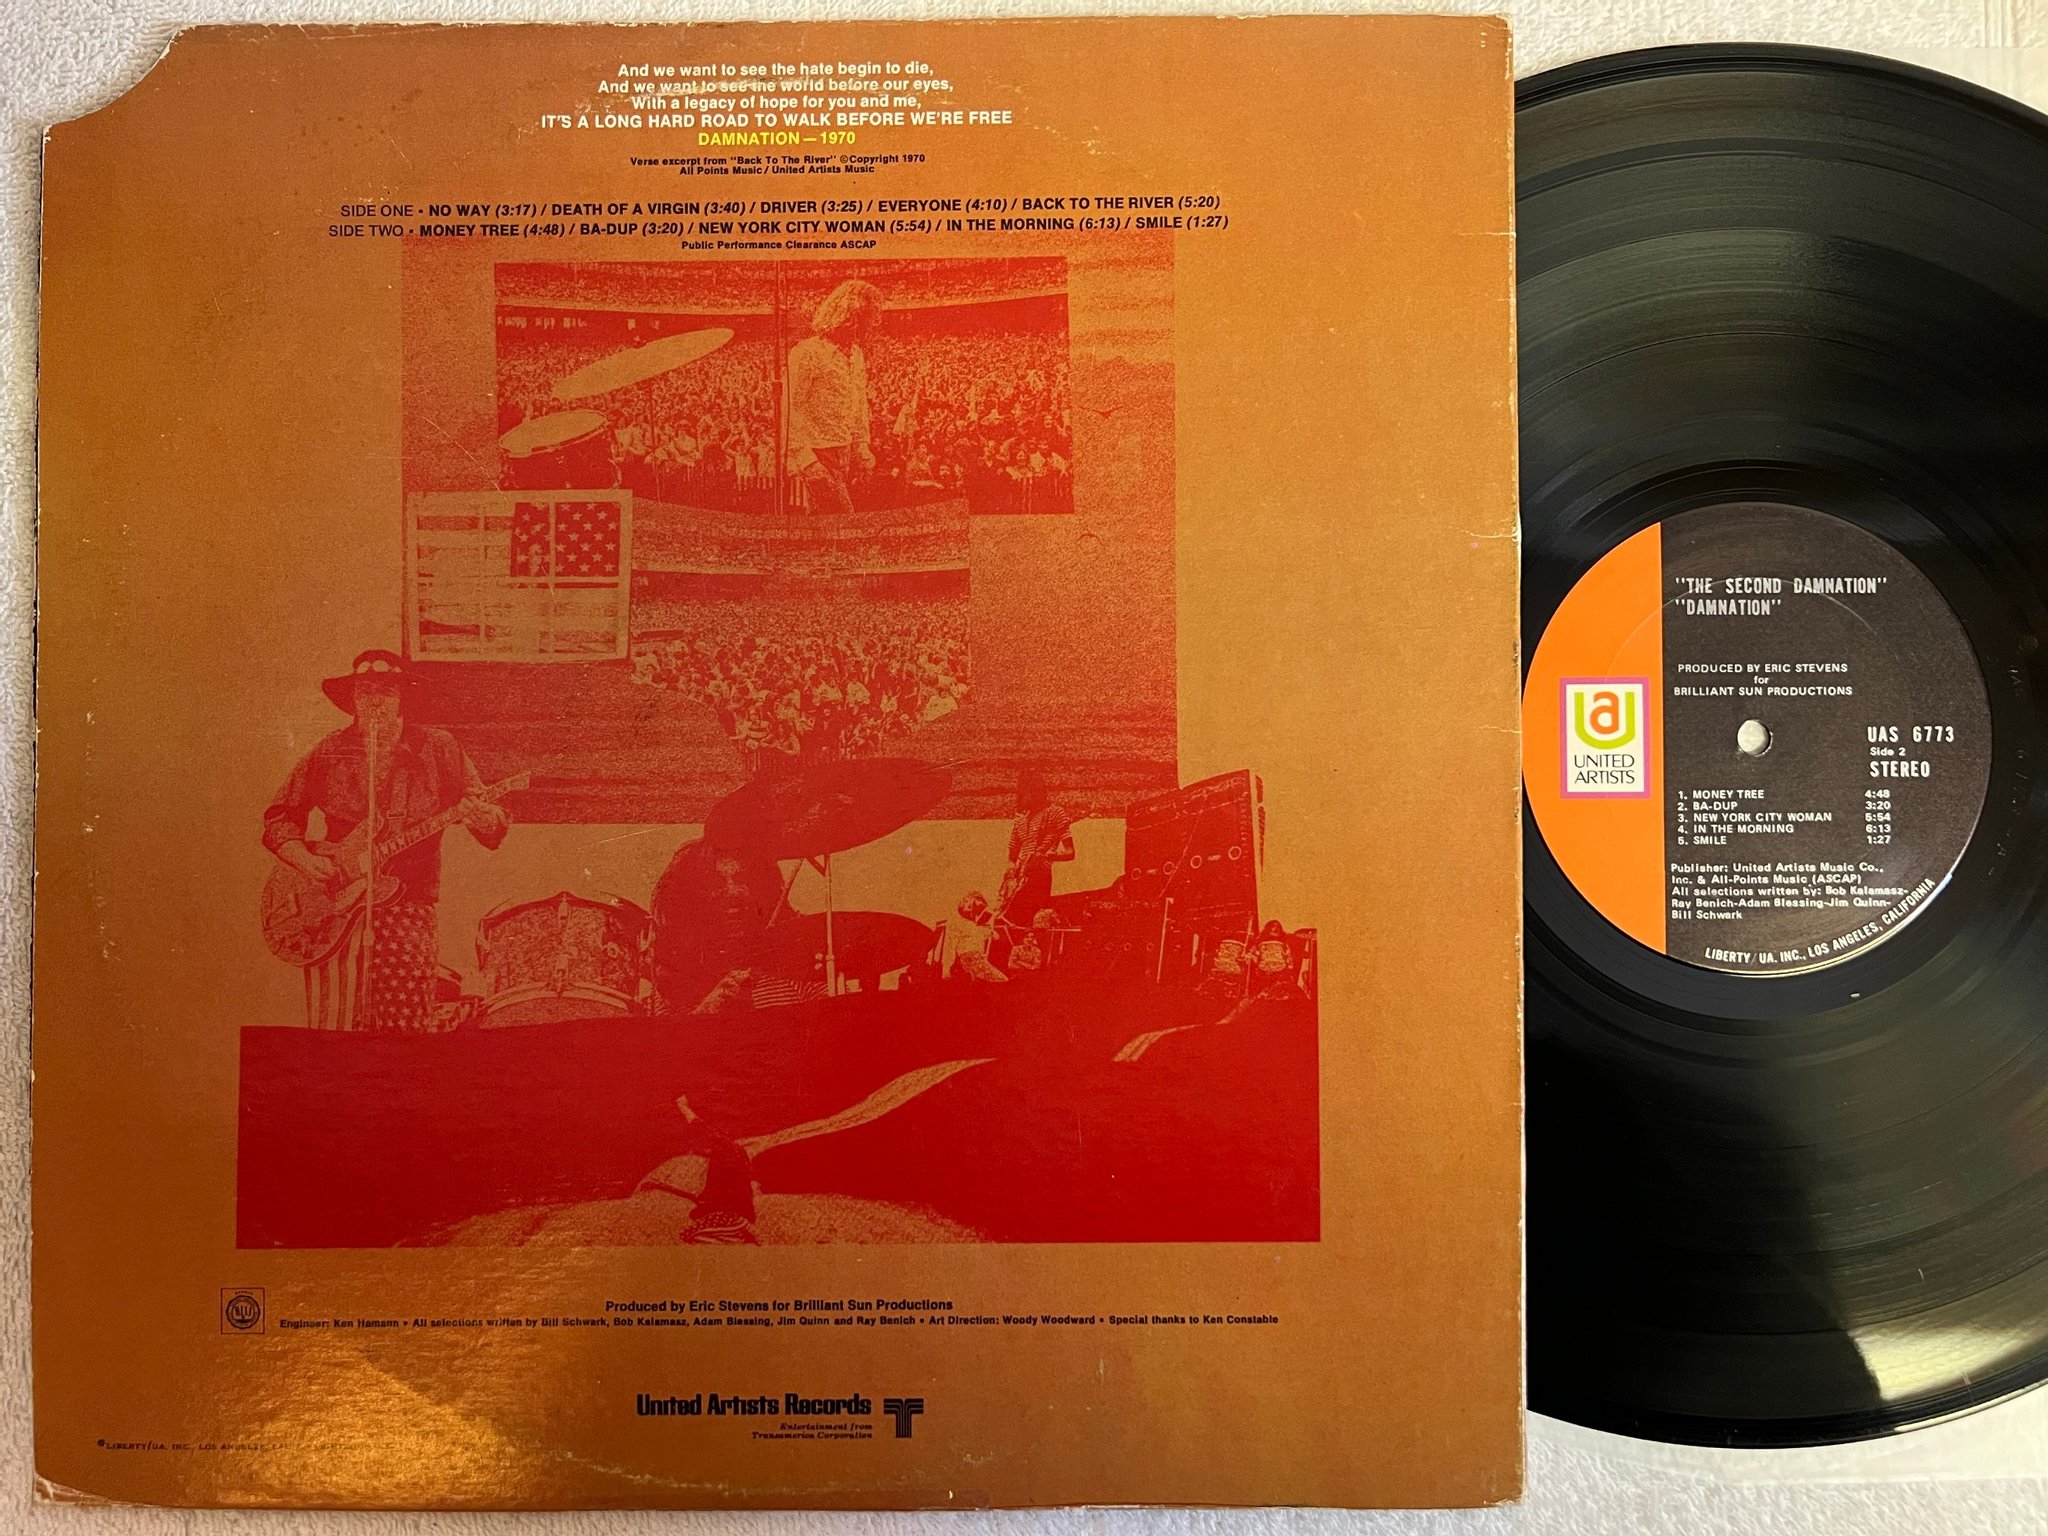 And we want to see the hate begin to die,
And we want to see the world before our eyes,
With a legacy of hope for you and me,
IT'S A LONG HARD ROAD TO WALK BEFORE WE'RE FREE
DAMNATION — 1970
Verse excerpt from "Back To The River" ©Copyright 1970
All Points Music / United Artists Music
SIDE ONE • NO WAY (3:17) / DEATH OF A VIRGIN (3:40) / DRIVER (3:25) / EVERYONE (4:10) / BACK TO THE RIVER (5:20)
SIDE TWO • MONEY TREE (4:48) / BA-DUP (3:20) / NEW YORK CITY WOMAN (5:54) / IN THE MORNING (6:13) / SMILE (1:27)
Public Performance Clearance ASCAP
Produced by Eric Stevens for Brilliant Sun Productions
Engineer: Ken Hamann • All selections written by Bill Schwark, Bob Kalamasz, Adam Blessing, Jim Quinn and Ray Benich • Art Direction: Woody Woodward • Special thanks to Ken Constable
United Artists Records
Entertainment from
Transamerica Corporation
LIBERTY/UA, INC., LOS ANGELES,
"THE SECOND DAMNATION"
"DAMNATION"
PRODUCED BY ERIC STEVENS
for
BRILLIANT SUN PRODUCTIONS
UA
UNITED
ARTISTS
UAS 6773
Side 2
STEREO
1. MONEY TREE 4:48
2. BA-DUP 3:20
3. NEW YORK CITY WOMAN 5:54
4. IN THE MORNING 6:13
5. SMILE 1:27
Publisher: United Artists Music Co.,
Inc. & All-Points Music (ASCAP)
All selections written by: Bob Kalamasz-
Ray Benich-Adam Blessing-Jim Quinn-
Bill Schwark
LIBERTY/UA, INC., LOS ANGELES, CALIFORNIA